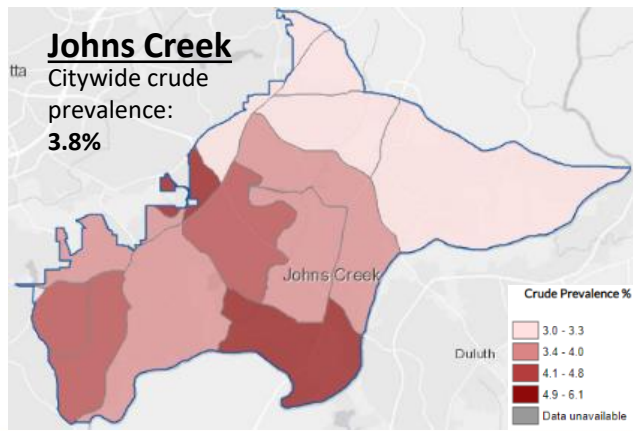 Johns Creek
Citywide crude
prevalence:
3.8%
tta
Johns Creek
Duluth
Crude Prevalence %
3.0 - 3.3
3.4 - 4.0
4.1 - 4.8
4.9 - 6.1
Data unavailable